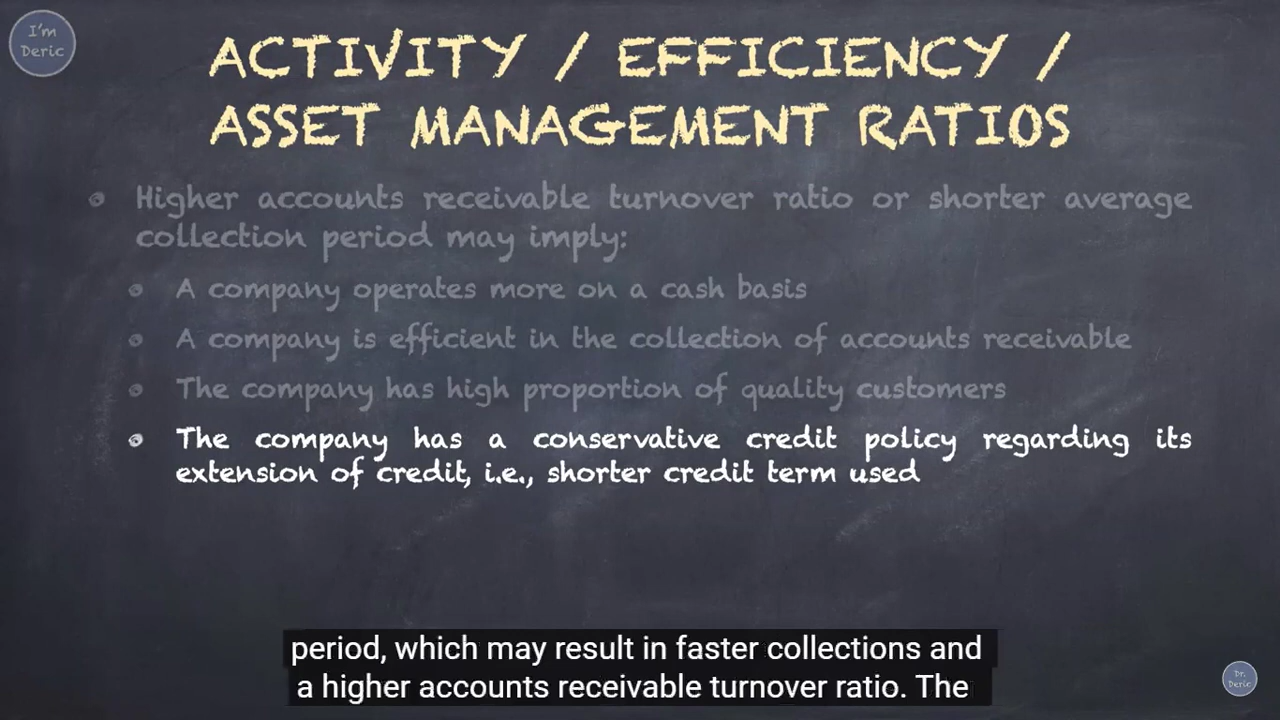 I'm
Deric
ACTIVITY / EFFICIENCY /
ASSET MANAGEMENT RATIOS
Higher accounts receivable turnover ratio or shorter average
collection period may imply:
A company operates more on a cash basis
A company is efficient in the collection of accounts receivable
The company has high proportion of quality customers
The company has a conservative credit policy regarding its
extension of credit, i.e., shorter credit term used
period, which may result in faster collections and
a higher accounts receivable turnover ratio. The
Dr.
Deric